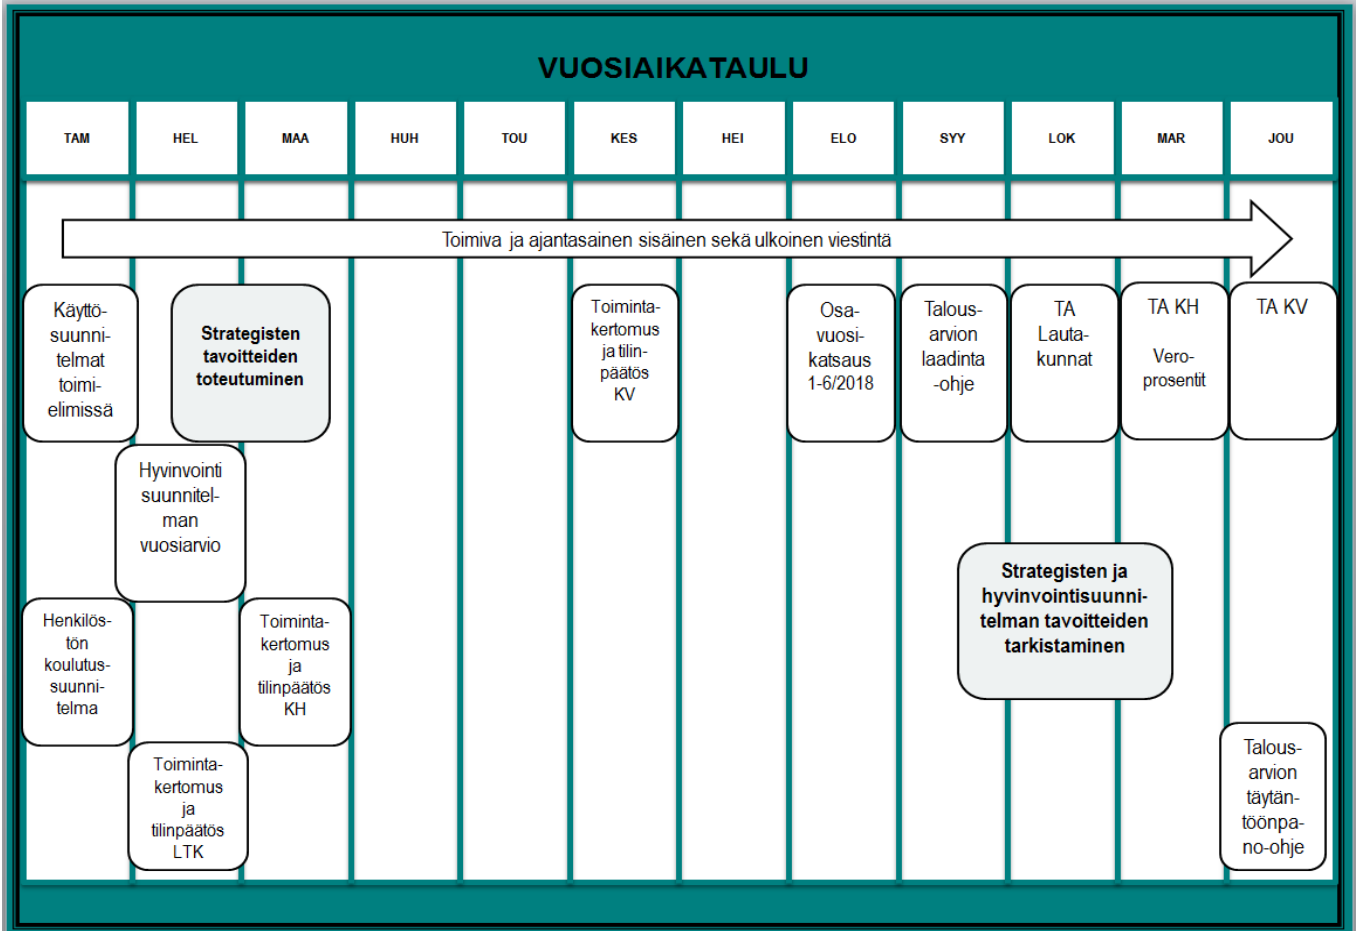 VUOSIAIKATAULU
TAM
HEL
MAA
HUH
TOU
KES
HEI
ELO
SYY
LOK
MAR
JOU
Toimiva ja ajantasainen sisäinen sekä ulkoinen viestintä
Käyttö-
suunni-
telmat
toimi-
elimissä
Strategisten
tavoitteiden
toteutuminen
Toiminta-
kertomus
ja tilin-
päätös
KV
Osa-
vuosi-
katsaus
1-6/2018
Talous-
arvion
laadinta
-ohje
TA
Lauta-
kunnat
TA KH
Vero-
prosentit
TA KV
Hyvinvointi
suunnitel-
man
vuosiarvio
Strategisten ja
hyvinvointisuunni-
telman tavoitteiden
tarkistaminen
Henkilös-
tön
koulutus-
suunni-
telma
Toiminta-
kertomus
ja
tilinpäätös
KH
Toiminta-
kertomus
ja
tilinpäätös
LTK
Talous-
arvion
täytän-
töönpa-
no-ohje